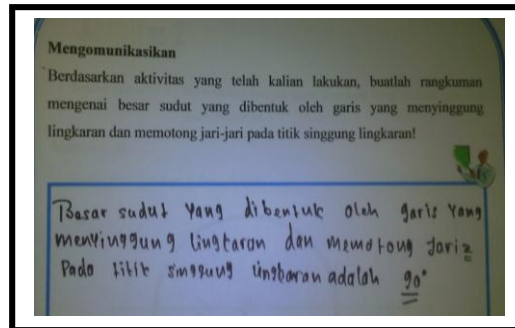 Mengomunikasikan
Berdasarkan aktivitas yang telah kalian lakukan, buatlah rangkuman
mengenai besar sudut yang dibentuk oleh garis yang menyinggung
lingkaran dan memotong jari-jari pada titik singgung lingkaran!
Besar sudut Yang dibentuk oleh garis Yang
menyinggung lingkaran dan memotong Jari2
Pada titik singgung lingkaran adalah 90°